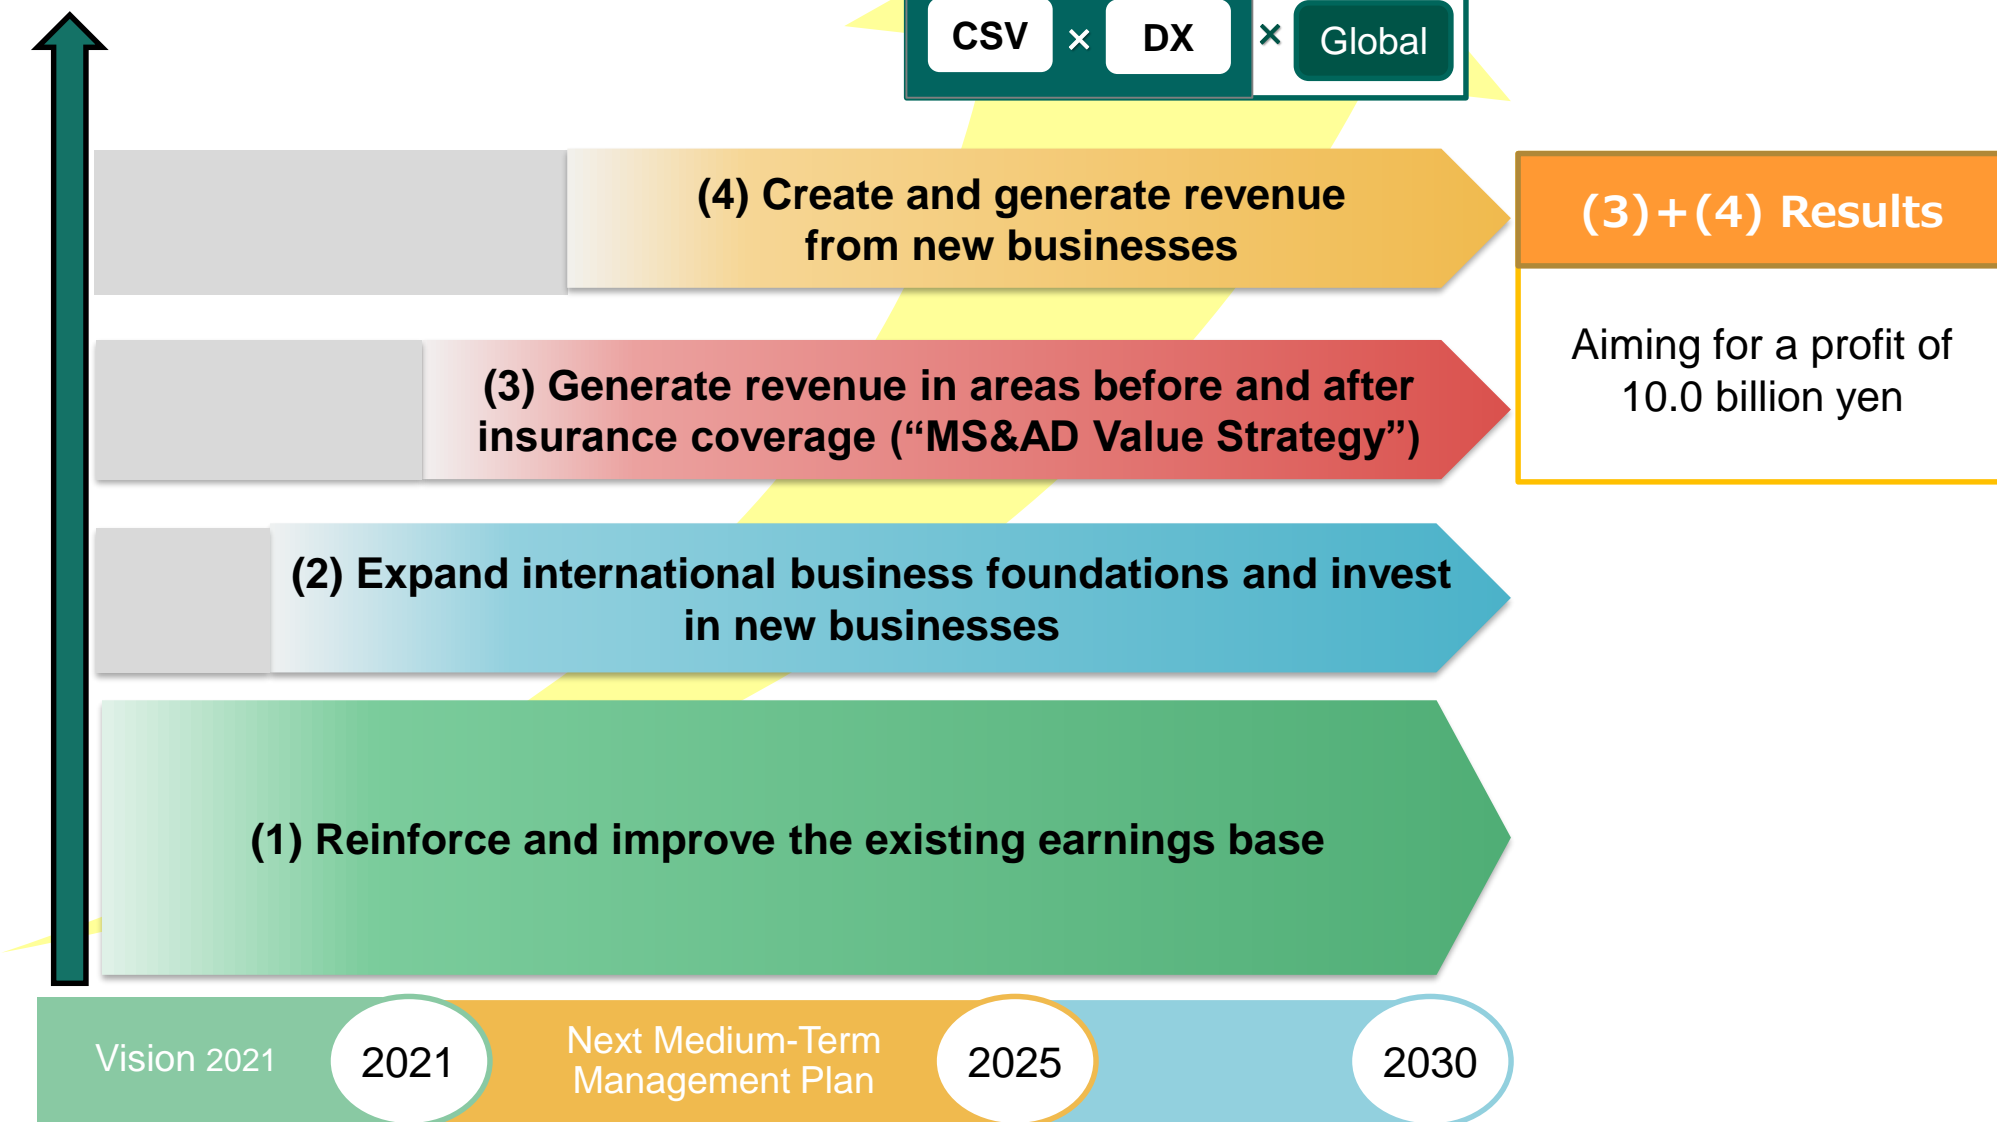 CSV × DX × Global
(4) Create and generate revenue
from new businesses
(3)+(4) Results
Aiming for a profit of
10.0 billion yen
(3) Generate revenue in areas before and after
insurance coverage (“MS&AD Value Strategy”)
(2) Expand international business foundations and invest
in new businesses
(1) Reinforce and improve the existing earnings base
Vision 2021
2021
Next Medium-Term
Management Plan
2025
2030